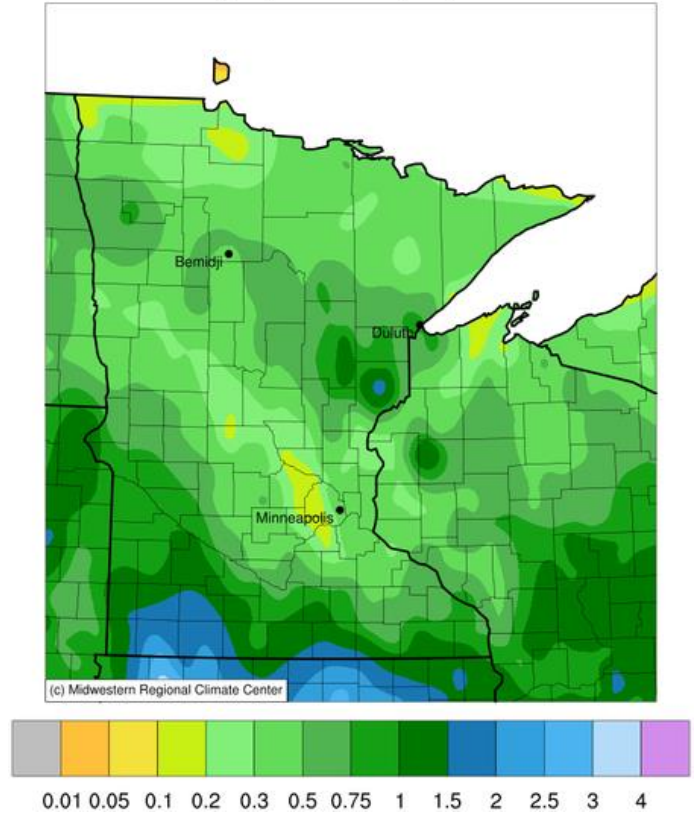 Bemidji
Duluth
Minneapolis
(c) Midwestern Regional Climate Center
0.01 0.05 0.1 0.2 0.3 0.5 0.75 1 1.5 2 2.5 3 4